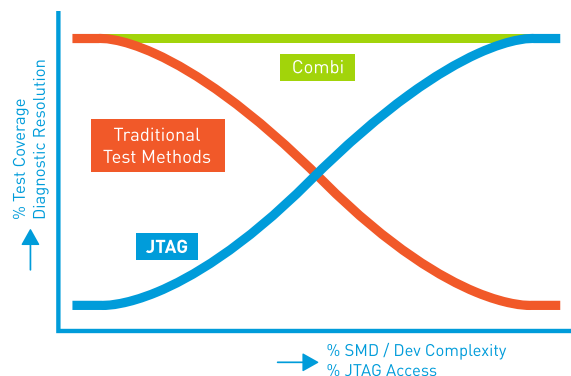 Combi
Traditional
Test Methods
JTAG
% Test Coverage
Diagnostic Resolution
% SMD / Dev Complexity
% JTAG Access